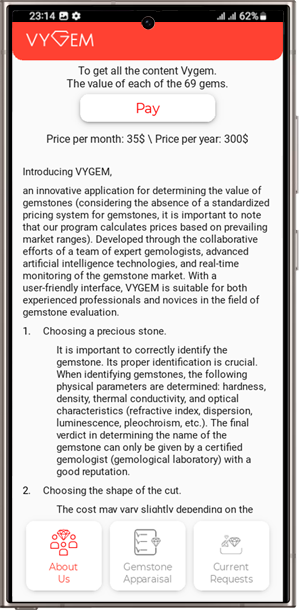 23:14
62%
VYGEM
To get all the content Vygem.
The value of each of the 69 gems.
Pay
Price per month: 35$ \ Price per year: 300$
Introducing VYGEM,
an innovative application for determining the value of
gemstones (considering the absence of a standardized
pricing system for gemstones, it is important to note
that our program calculates prices based on prevailing
market ranges). Developed through the collaborative
efforts of a team of expert gemologists, advanced
artificial intelligence technologies, and real-time
monitoring of the gemstone market. With a
user-friendly interface, VYGEM is suitable for both
experienced professionals and novices in the field of
gemstone evaluation.
1. Choosing a precious stone.
It is important to correctly identify the
gemstone. Its proper identification is crucial.
When identifying gemstones, the following
physical parameters are determined: hardness,
density, thermal conductivity, and optical
characteristics (refractive index, dispersion,
luminescence, pleochroism, etc.). The final
verdict in determining the name of the
gemstone can only be given by a certified
gemologist (gemological laboratory) with a
good reputation.
2. Choosing the shape of the cut.
The cost may vary slightly depending on the
About
Us
Gemstone
Appraisal
Current
Requests